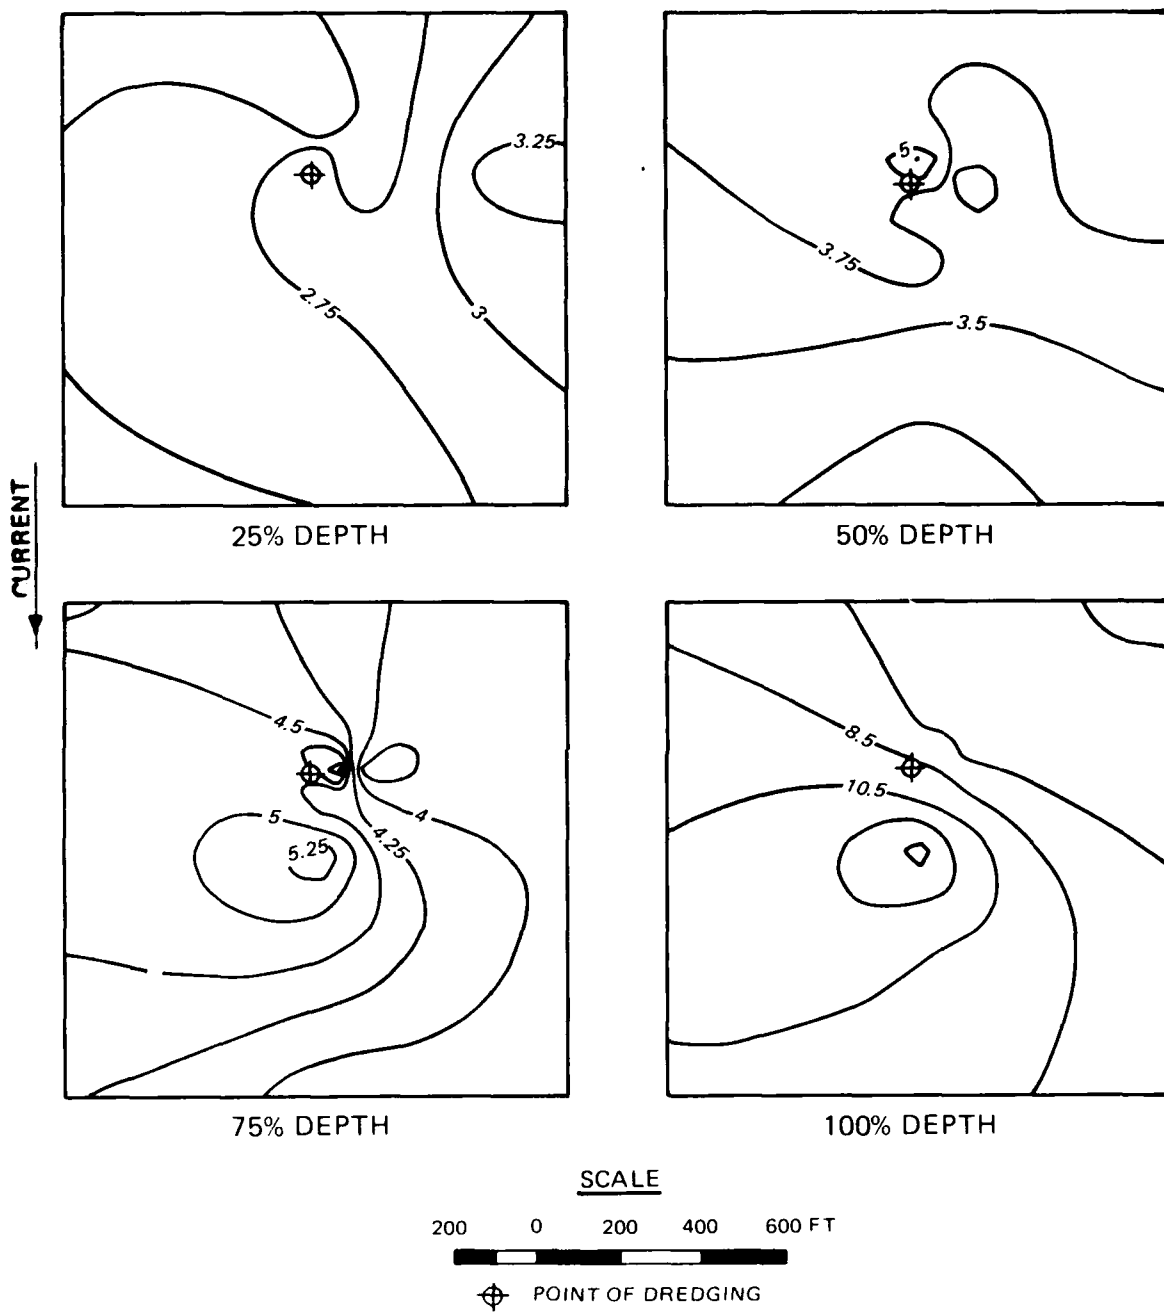 3.25
2.75
3
25% DEPTH
5
3.75
3.5
50% DEPTH
CURRENT
4.5
5
5.25
4.25
4
75% DEPTH
8.5
10.5
100% DEPTH
SCALE
200 0 200 400 600 FT
POINT OF DREDGING